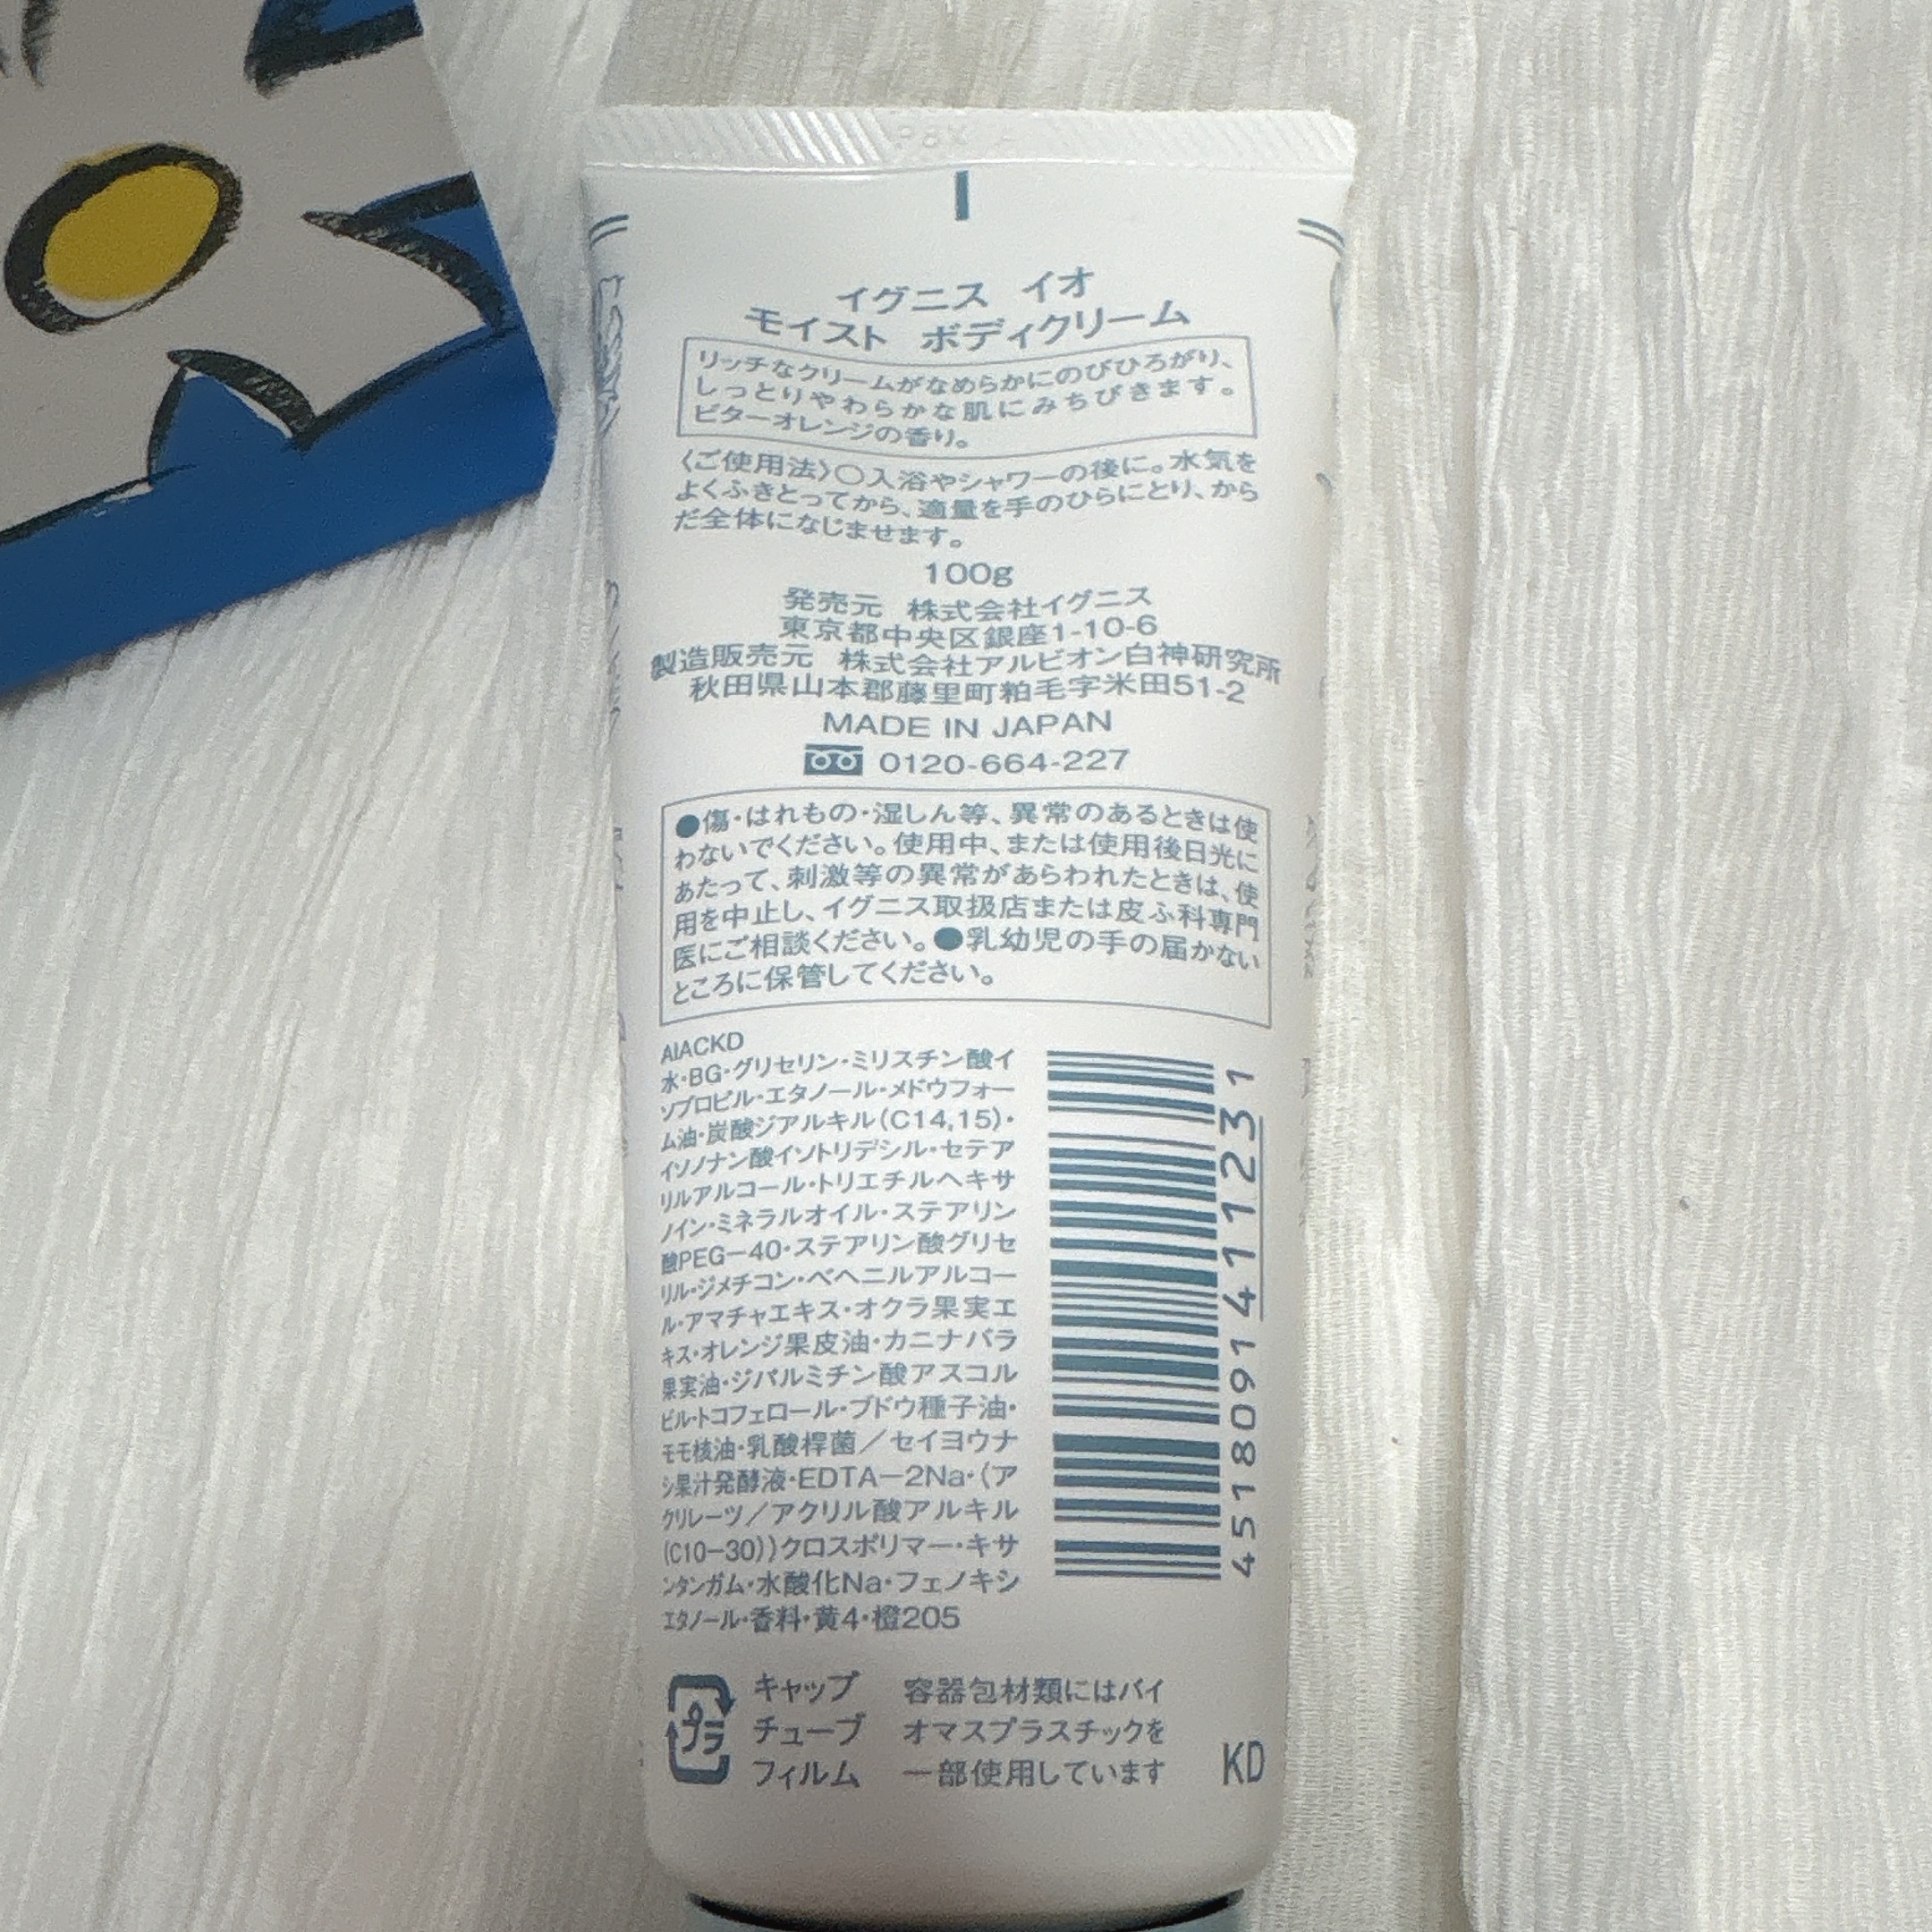 イグニス イオ
モイスト ボディクリーム
リッチなクリームがなめらかにのびひろがり、
しっとりやわらかな肌にみちびきます。
ビターオレンジの香り。
〈ご使用法〉○入浴やシャワーの後に。水気を
よくふきとってから、適量を手のひらにとり、から
だ全体になじませます。
100g
発売元 株式会社イグニス
東京都中央区銀座1-10-6
製造販売元 株式会社アルビオン白神研究所
秋田県山本郡藤里町粕毛字米田51-2
MADE IN JAPAN
0120-664-227
●傷・はれもの・湿しん等、異常のあるときは使
わないでください。使用中、または使用後日光に
あたって、刺激等の異常があらわれたときは、使
用を中止し、イグニス取扱店または皮ふ科専門
医にご相談ください。●乳幼児の手の届かない
ところに保管してください。
AIACKD
水・BG・グリセリン・ミリスチン酸イ
ソプロピル・エタノール・メドウフォー
ム油・炭酸ジアルキル(C14,15)・
イソノナン酸イソトリデシル・セテア
リルアルコール・トリエチルヘキサ
ノイン・ミネラルオイル・ステアリン
酸PEG－40・ステアリン酸グリセ
リル・ジメチコン・ベヘニルアルコー
ル・アマチャエキス・オクラ果実エ
キス・オレンジ果皮油・カニナバラ
果実油・ジパルミチン酸アスコル
ビル・トコフェロール・ブドウ種子油・
モモ核油・乳酸桿菌／セイヨウナ
シ果汁発酵液・EDTA－2Na・(ア
クリレーツ／アクリル酸アルキル
(C10－30))クロスポリマー・キサ
ンタンガム・水酸化Na・フェノキシ
エタノール・香料・黄4・橙205
4518091411231
プラ
キャップ
チューブ
フィルム
容器包材類にはバイ
オマスプラスチックを
一部使用しています
KD